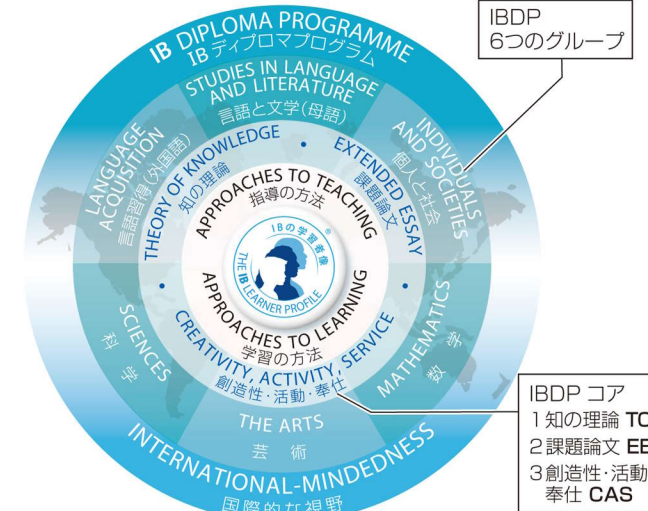 IBDP
6つのグループ
IB DIPLOMA PROGRAMME
IB ディプロマプログラム
STUDIES IN LANGUAGE
AND LITERATURE
言語と文学(母語)
LANGUAGE
ACQUISITION
言語習得(外国語)
INDIVIDUALS
AND SOCIETIES
個人と社会
THEORY OF KNOWLEDGE
知の理論
EXTENDED ESSAY
課題論文
APPROACHES TO TEACHING
指導の方法
IBの学習者像
®
THE IB LEARNER PROFILE
APPROACHES TO LEARNING
学習の方法
CREATIVITY, ACTIVITY, SERVICE
創造性・活動・奉仕
SCIENCES
科学
MATHEMATICS
数学
THE ARTS
芸術
INTERNATIONAL-MINDEDNESS
国際的な視野
IBDP コア
1 知の理論 TO
2 課題論文 EE
3 創造性・活動
奉仕 CAS